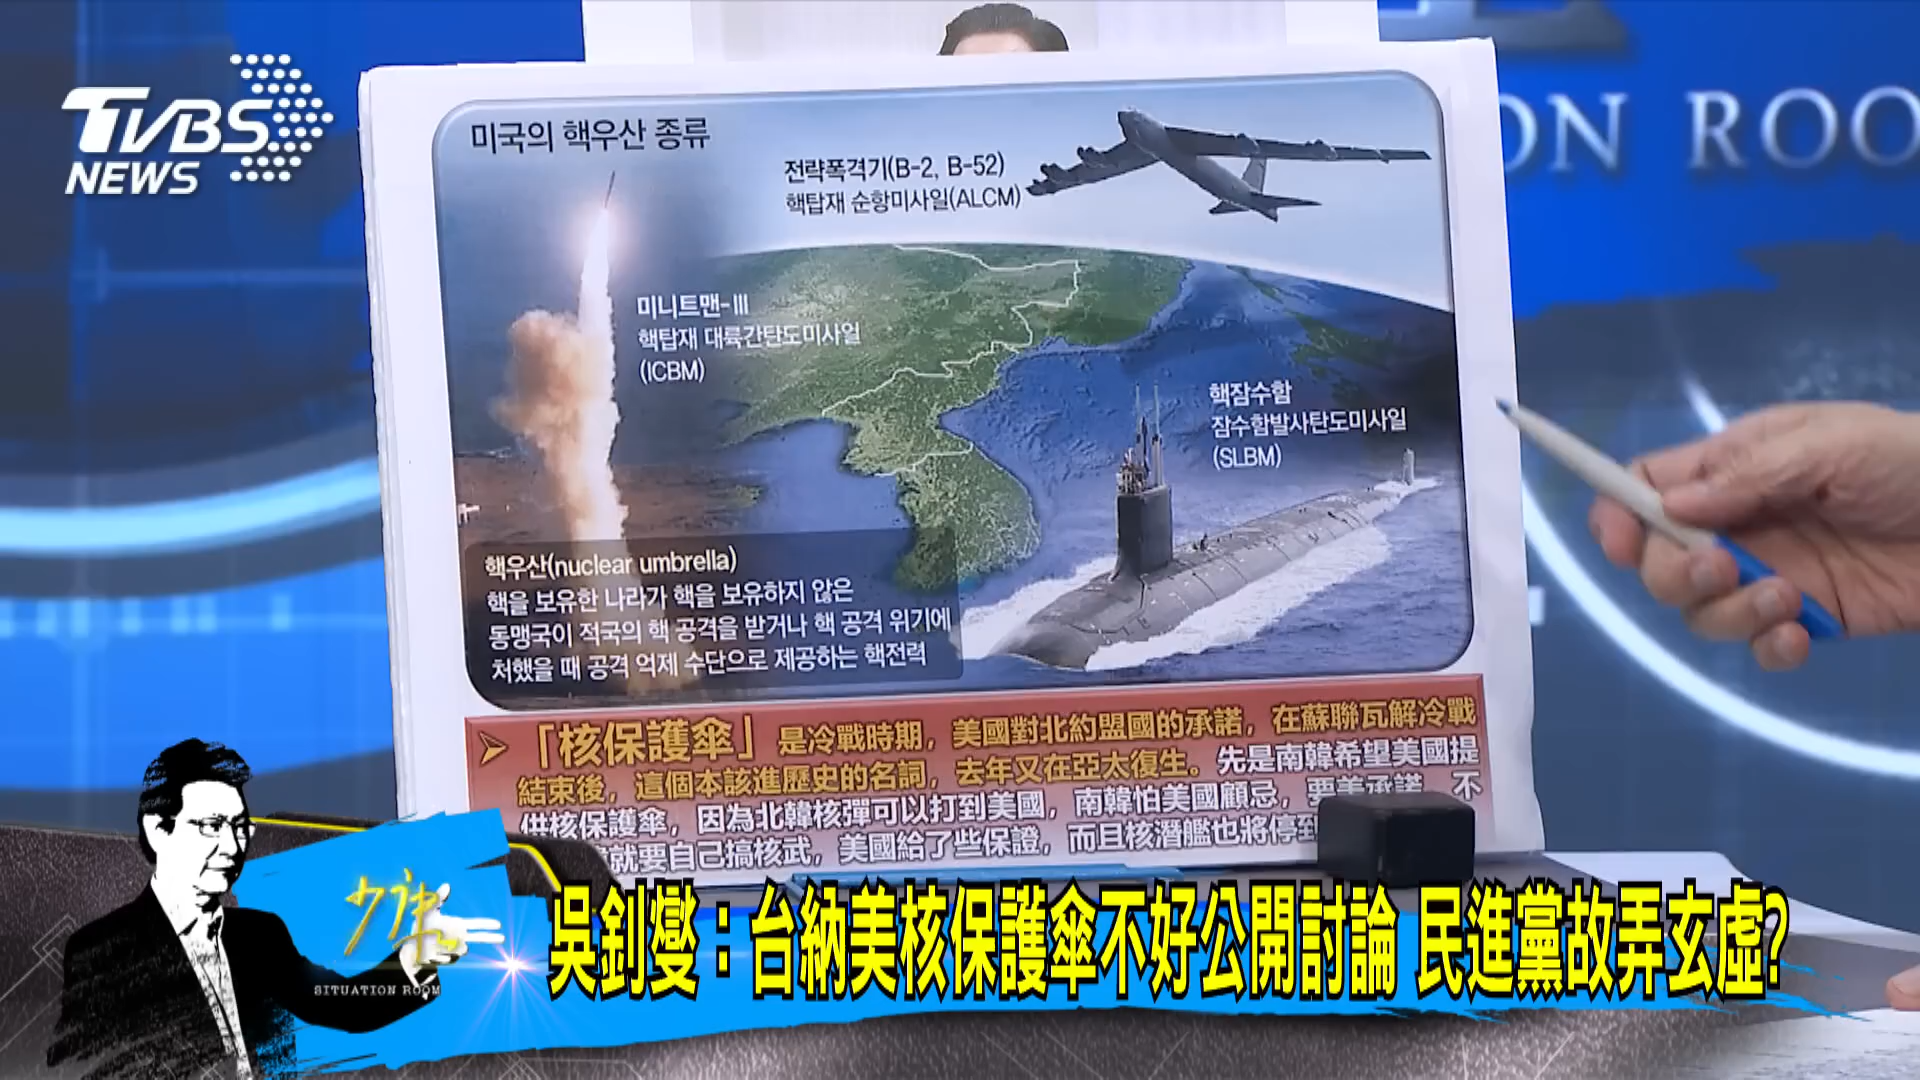 TVBS
NEWS
ON ROO
미국의 핵우산 종류
전략폭격기(B-2, B-52)
핵탑재 순항미사일(ALCM)
미니트맨-III
핵탑재 대륙간탄도미사일
(ICBM)
핵잠수함
잠수함발사탄도미사일
(SLBM)
핵우산(nuclear umbrella)
핵을 보유한 나라가 핵을 보유하지 않은
동맹국이 적국의 핵 공격을 받거나 핵 공격 위기에
처했을 때 공격 억제 수단으로 제공하는 핵전력
➢「核保護傘」是冷戰時期，美國對北約盟國的承諾，在蘇聯瓦解冷戰
結束後，這個本該進歷史的名詞，去年又在亞太復生。先是南韓希望美國提
供核保護傘，因為北韓核彈可以打到美國，南韓怕美國顧忌，要美承諾，不
就要自己搞核武，美國給了些保證，而且核潛艦也將停到
少康
SITUATION ROOM
吳釗燮：台納美核保護傘不好公開討論 民進黨故弄玄虛?